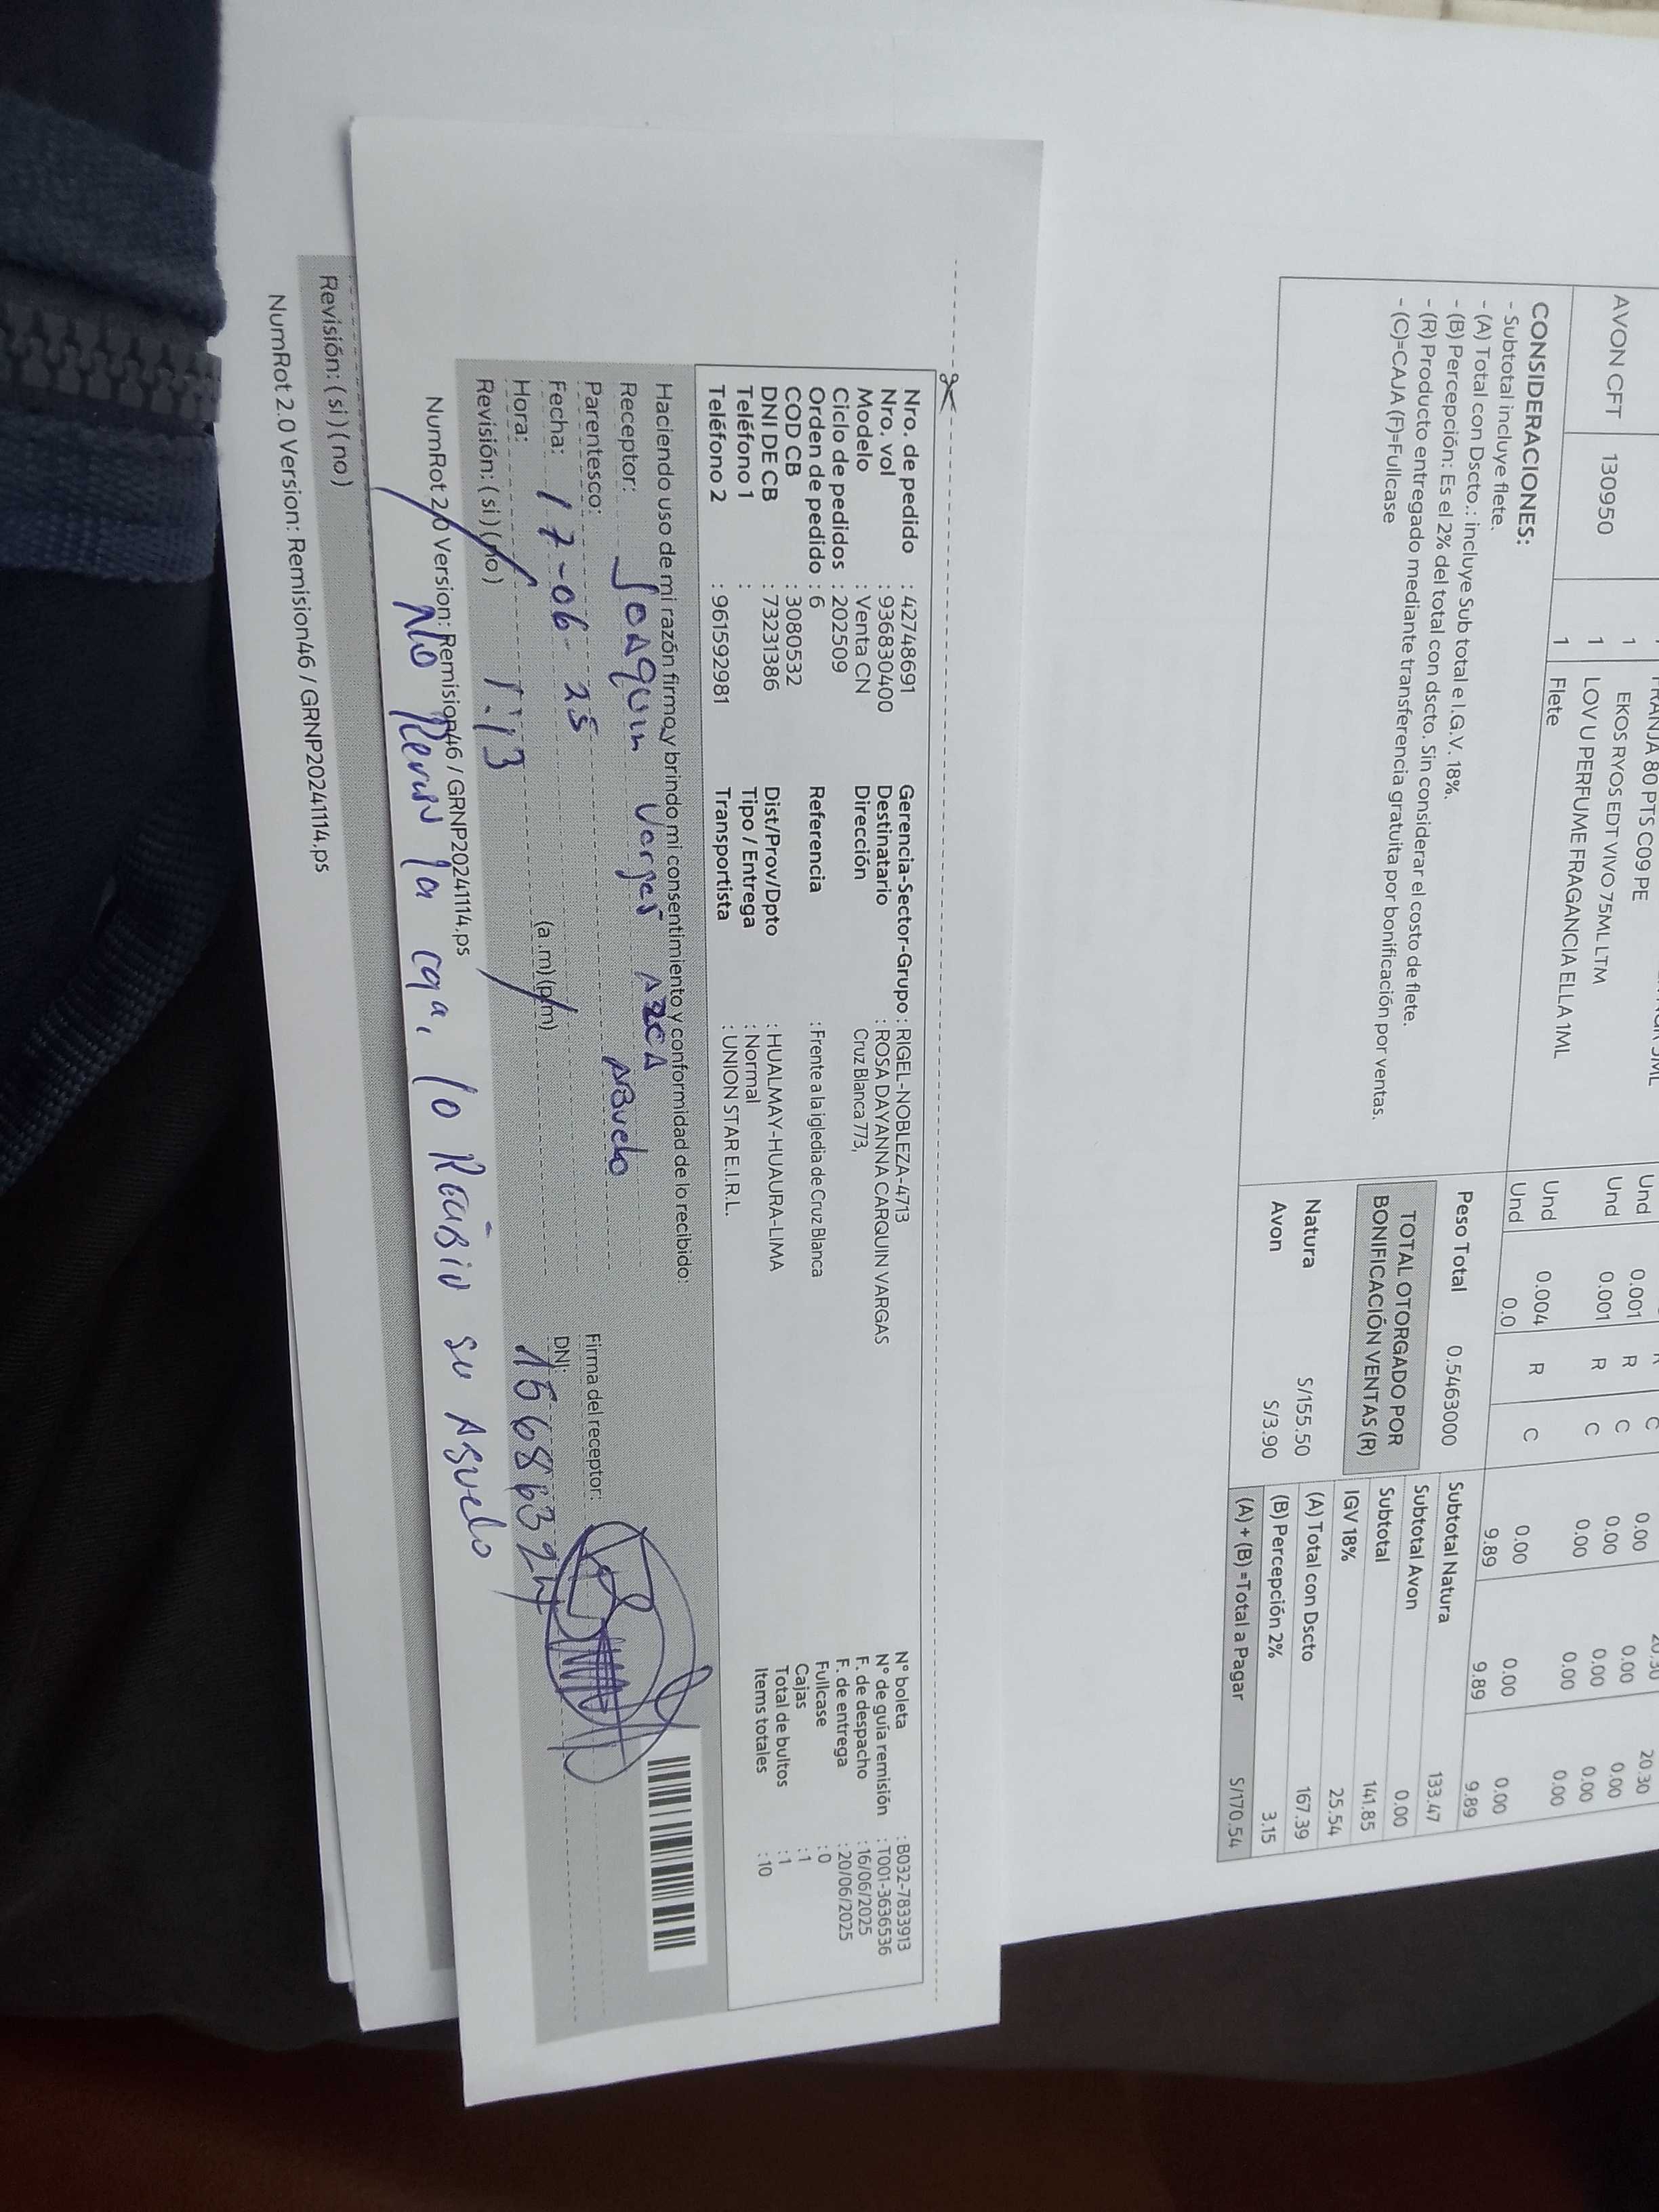 20.30 20.30
FRANJA 80 PTS C09 PE Und 0.001 R C 0.00 0.00 0.00
1 EKOS RYOS EDT VIVO 75ML LTM Und 0.001 R C 0.00 0.00 0.00
AVON CFT 130950 1 LOV U PERFUME FRAGANCIA ELLA 1ML Und 0.004 R C 0.00 0.00 0.00
1 Flete Und 0.0 9.89 9.89 9.89
CONSIDERACIONES:
- Subtotal incluye flete.
- (A) Total con Dscto.: incluye Sub total e I.G.V. 18%.
- (B) Percepción: Es el 2% del total con dscto. Sin considerar el costo de flete.
- (R) Producto entregado mediante transferencia gratuita por bonificación por ventas.
- (C)=CAJA (F)=Fullcase
Peso Total 0.5463000
TOTAL OTORGADO POR
BONIFICACIÓN VENTAS (R)
Natura S/155.50
Avon S/3.90
Subtotal Natura 133.47
Subtotal Avon 0.00
Subtotal 141.85
IGV 18% 25.54
(A) Total con Dscto 167.39
(B) Percepción 2% 3.15
(A) + (B) = Total a Pagar S/170.54
Nro. de pedido : 42748691
Nro. vol : 936830400
Modelo : Venta CN
Ciclo de pedidos : 202509
Orden de pedido : 6
COD CB : 3080532
DNI DE CB : 73231386
Teléfono 1 :
Teléfono 2 : 961592981
Gerencia-Sector-Grupo : RIGEL-NOBLEZA-4713
Destinatario : ROSA DAYANNA CARQUIN VARGAS
Dirección Cruz Blanca 773,
Referencia : Frente a la igledia de Cruz Blanca
Dist/Prov/Dpto : HUALMAY-HUAURA-LIMA
Tipo / Entrega : Normal
Transportista : UNION STAR E.I.R.L.
N° boleta : B032-7833913
N° de guía remisión : T001-3636536
F. de despacho : 16/06/2025
F. de entrega : 20/06/2025
Fullcase : 0
Cajas : 1
Total de bultos : 1
Items totales : 10
Haciendo uso de mi razón firmo y brindo mi consentimiento y conformidad de lo recibido:
Receptor: Joaquin Varges
Parentesco: Abuelo
Fecha: 17-06-25
Hora: 1:13 (a.m)(p.m)
Revisión: ( si ) ( no )
Firma del receptor:
DNI: 15668632
NumRot 2.0 Version: Remision46 / GRNP20241114.ps
No Revisó la caja, lo Recibio su Abuelo
Revisión: ( si ) ( no )
NumRot 2.0 Version: Remision46 / GRNP20241114.ps